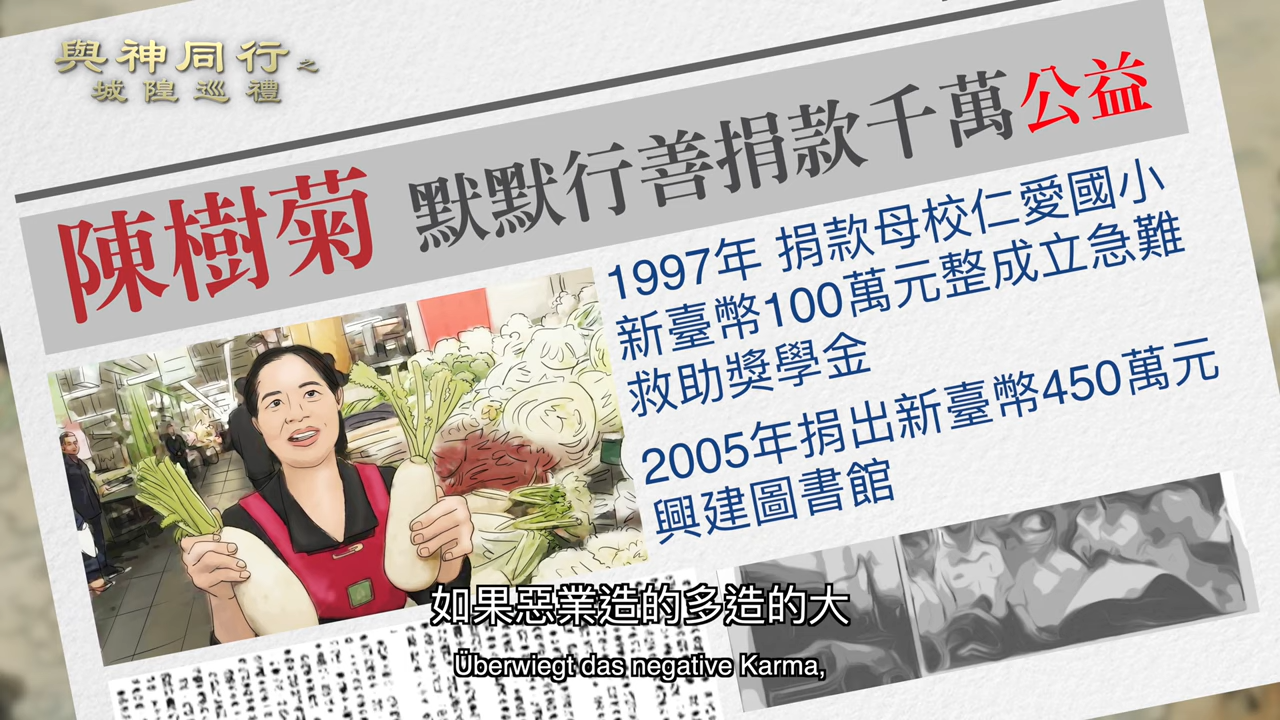 與神同行之
城隍巡禮
陳樹菊 默默行善捐款千萬公益
1997年 捐款母校仁愛國小
新臺幣100萬元整成立急難
救助獎學金
2005年捐出新臺幣450萬元
興建圖書館
如果惡業造的多造的大
Überwiegt das negative Karma,